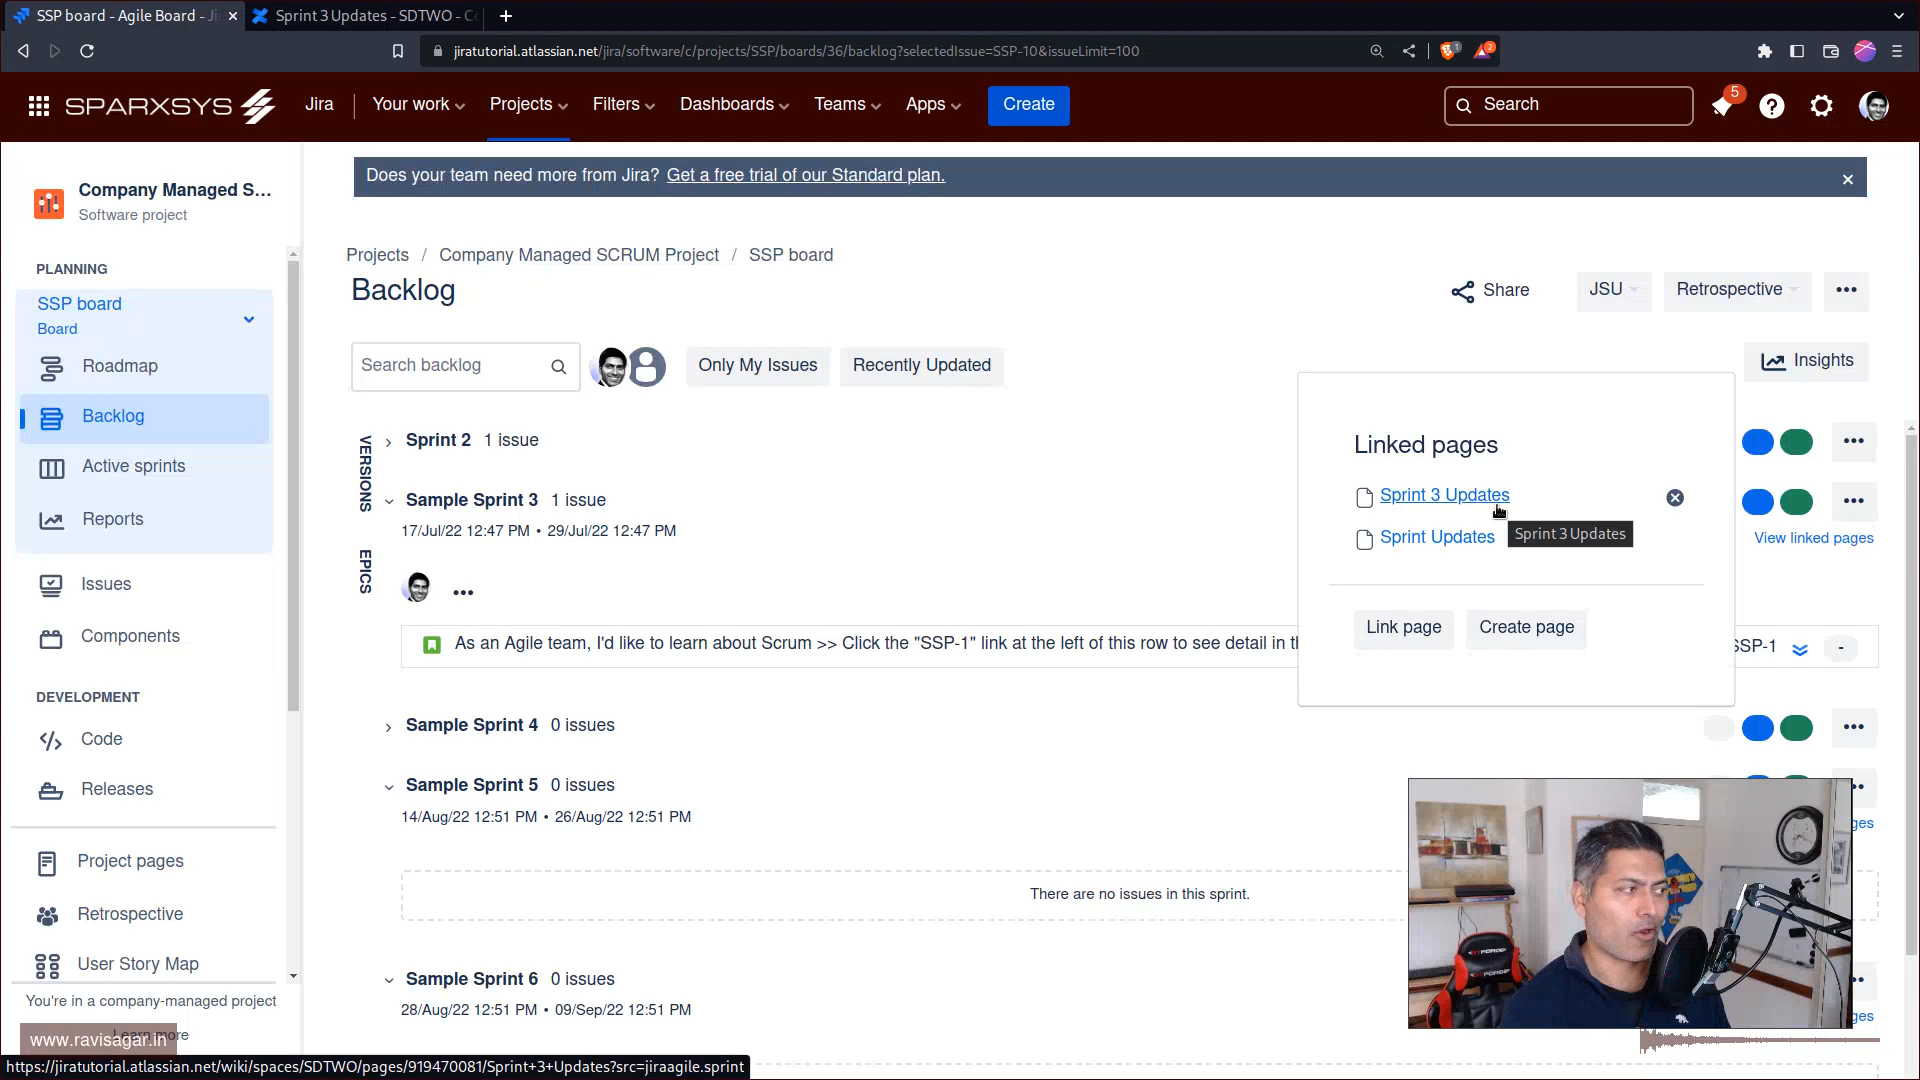 SSP board - Agile Board - Ji
Sprint 3 Updates - SDTWO - Co
jiratutorial.atlassian.net/jira/software/c/projects/SSP/boards/36/backlog?selectedIssue=SSP-10&issueLimit=100
1
2
SPARXSYS
Jira
Your work
Projects
Filters
Dashboards
Teams
Apps
Create
Search
5
Company Managed S...
Software project
Does your team need more from Jira? Get a free trial of our Standard plan.
PLANNING
SSP board
Board
Roadmap
Backlog
Active sprints
Reports
Issues
Components
DEVELOPMENT
Code
Releases
Project pages
Retrospective
User Story Map
You're in a company-managed project
Learn more
www.ravisagar.in
Projects / Company Managed SCRUM Project / SSP board
Backlog
Share
JSU
Retrospective
Search backlog
Only My Issues
Recently Updated
Insights
VERSIONS
EPICS
Sprint 2 1 issue
Sample Sprint 3 1 issue
17/Jul/22 12:47 PM • 29/Jul/22 12:47 PM
View linked pages
Linked pages
Sprint 3 Updates
Sprint Updates
Sprint 3 Updates
Link page
Create page
As an Agile team, I'd like to learn about Scrum >> Click the "SSP-1" link at the left of this row to see detail in th
SSP-1
-
Sample Sprint 4 0 issues
Sample Sprint 5 0 issues
14/Aug/22 12:51 PM • 26/Aug/22 12:51 PM
ges
There are no issues in this sprint.
Sample Sprint 6 0 issues
28/Aug/22 12:51 PM • 09/Sep/22 12:51 PM
ges
https://jiratutorial.atlassian.net/wiki/spaces/SDTWO/pages/919470081/Sprint+3+Updates?src=jiraagile.sprint